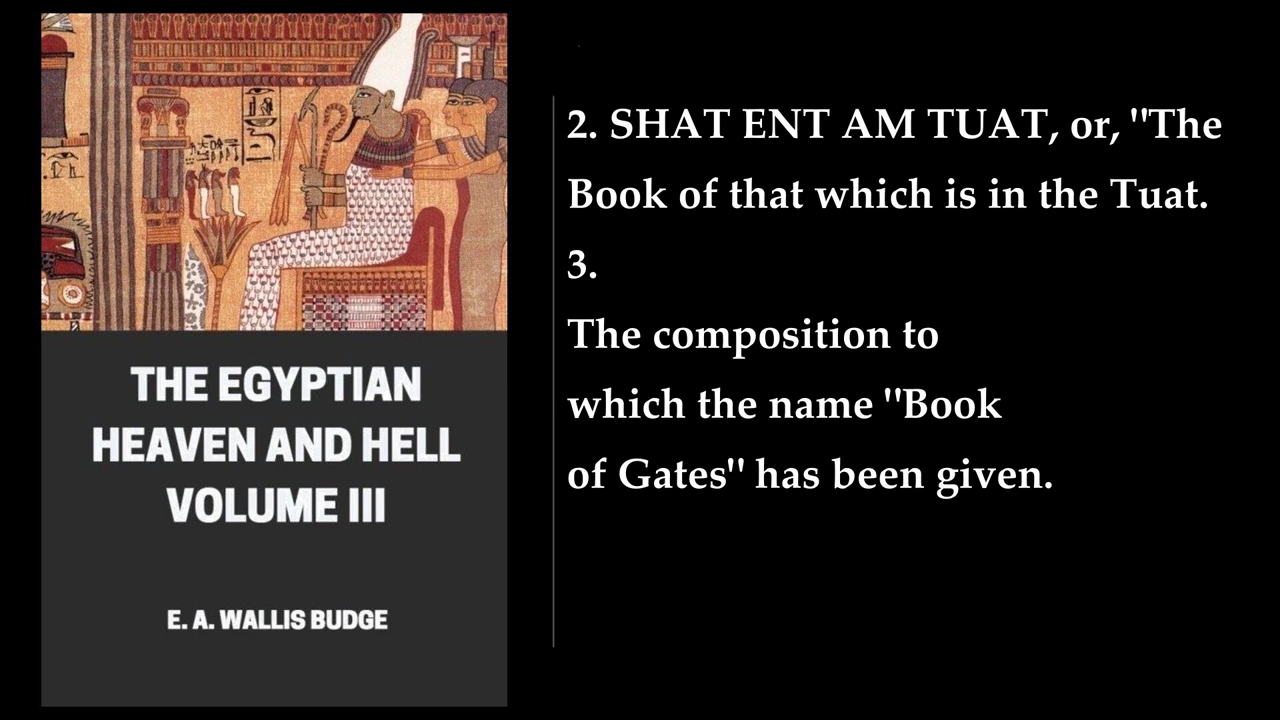 THE EGYPTIAN
HEAVEN AND HELL
VOLUME III
E. A. WALLIS BUDGE
2. SHAT ENT AM TUAT, or, "The
Book of that which is in the Tuat.
3.
The composition to
which the name "Book
of Gates" has been given.